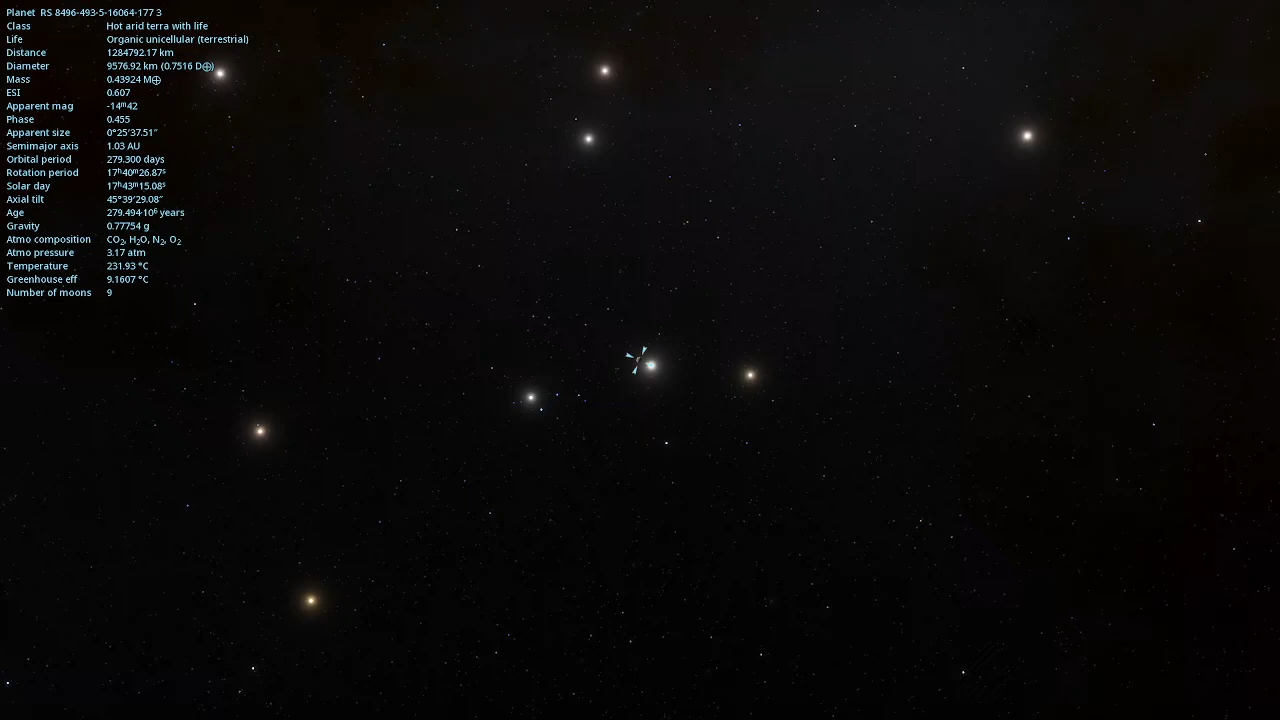 Planet RS 8496-493-5-16064-177 3
Class Hot arid terra with life
Life Organic unicellular (terrestrial)
Distance 1284792.17 km
Diameter 9576.92 km (0.7516 D⊕)
Mass 0.43924 M⊕
ESI 0.607
Apparent mag -14ᵐ42
Phase 0.455
Apparent size 0°25′37.51″
Semimajor axis 1.03 AU
Orbital period 279.300 days
Rotation period 17ʰ40ᵐ26.87ˢ
Solar day 17ʰ43ᵐ15.08ˢ
Axial tilt 45°39′29.08″
Age 279.494·10⁶ years
Gravity 0.77754 g
Atmo composition CO₂, H₂O, N₂, O₂
Atmo pressure 3.17 atm
Temperature 231.93 °C
Greenhouse eff 9.1607 °C
Number of moons 9